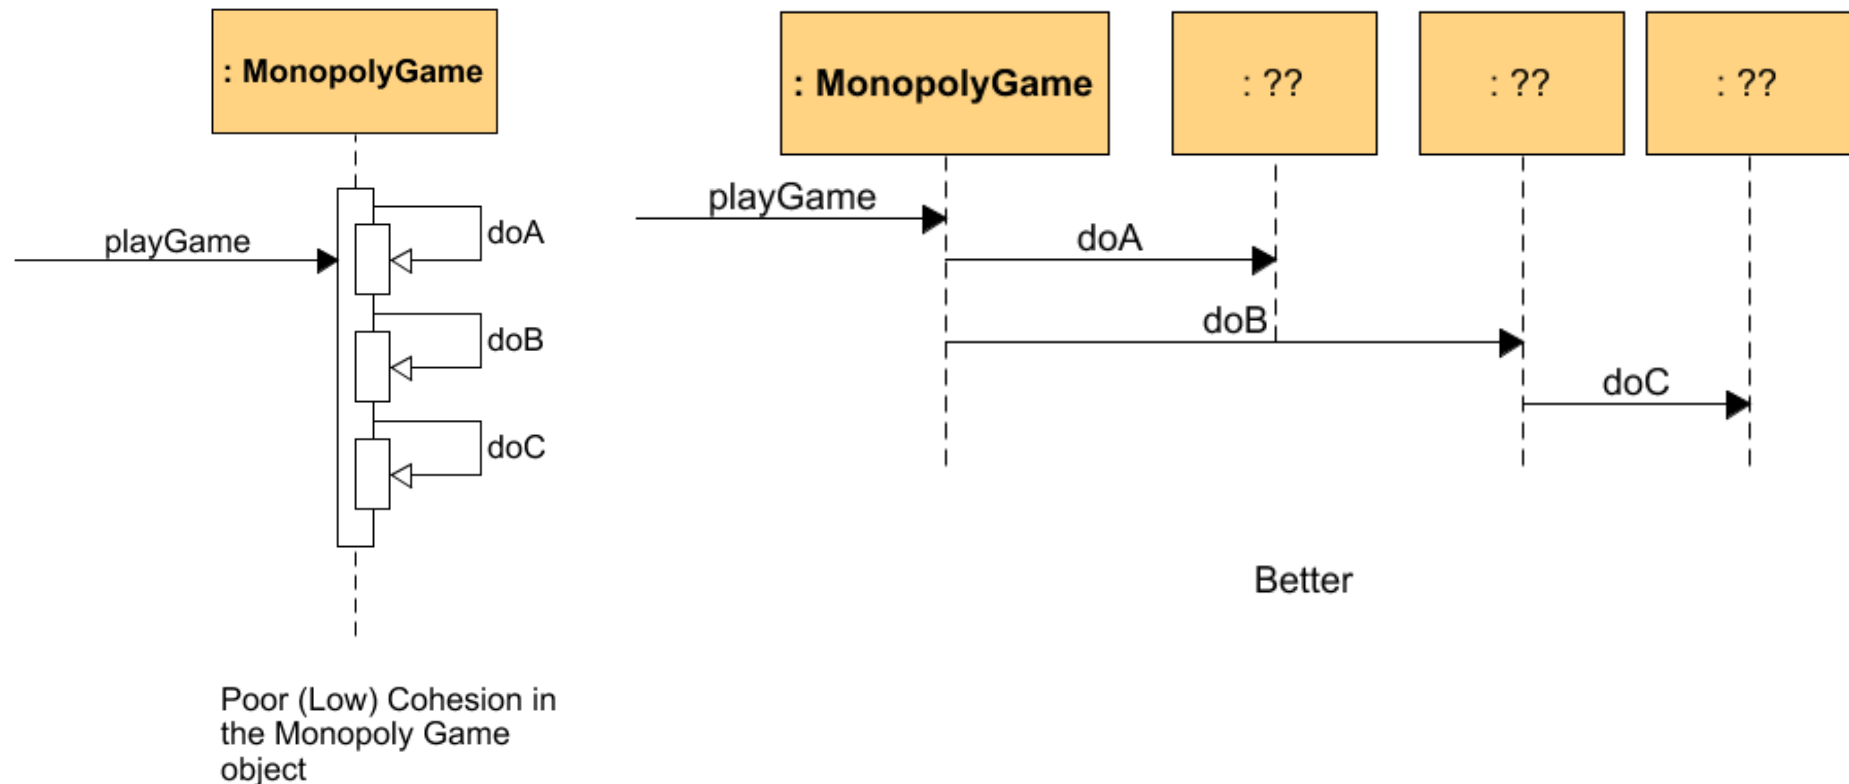 : MonopolyGame
playGame
doA
doB
doC
Poor (Low) Cohesion in
the Monopoly Game
object
: MonopolyGame
: ??
: ??
: ??
playGame
doA
doB
doC
Better